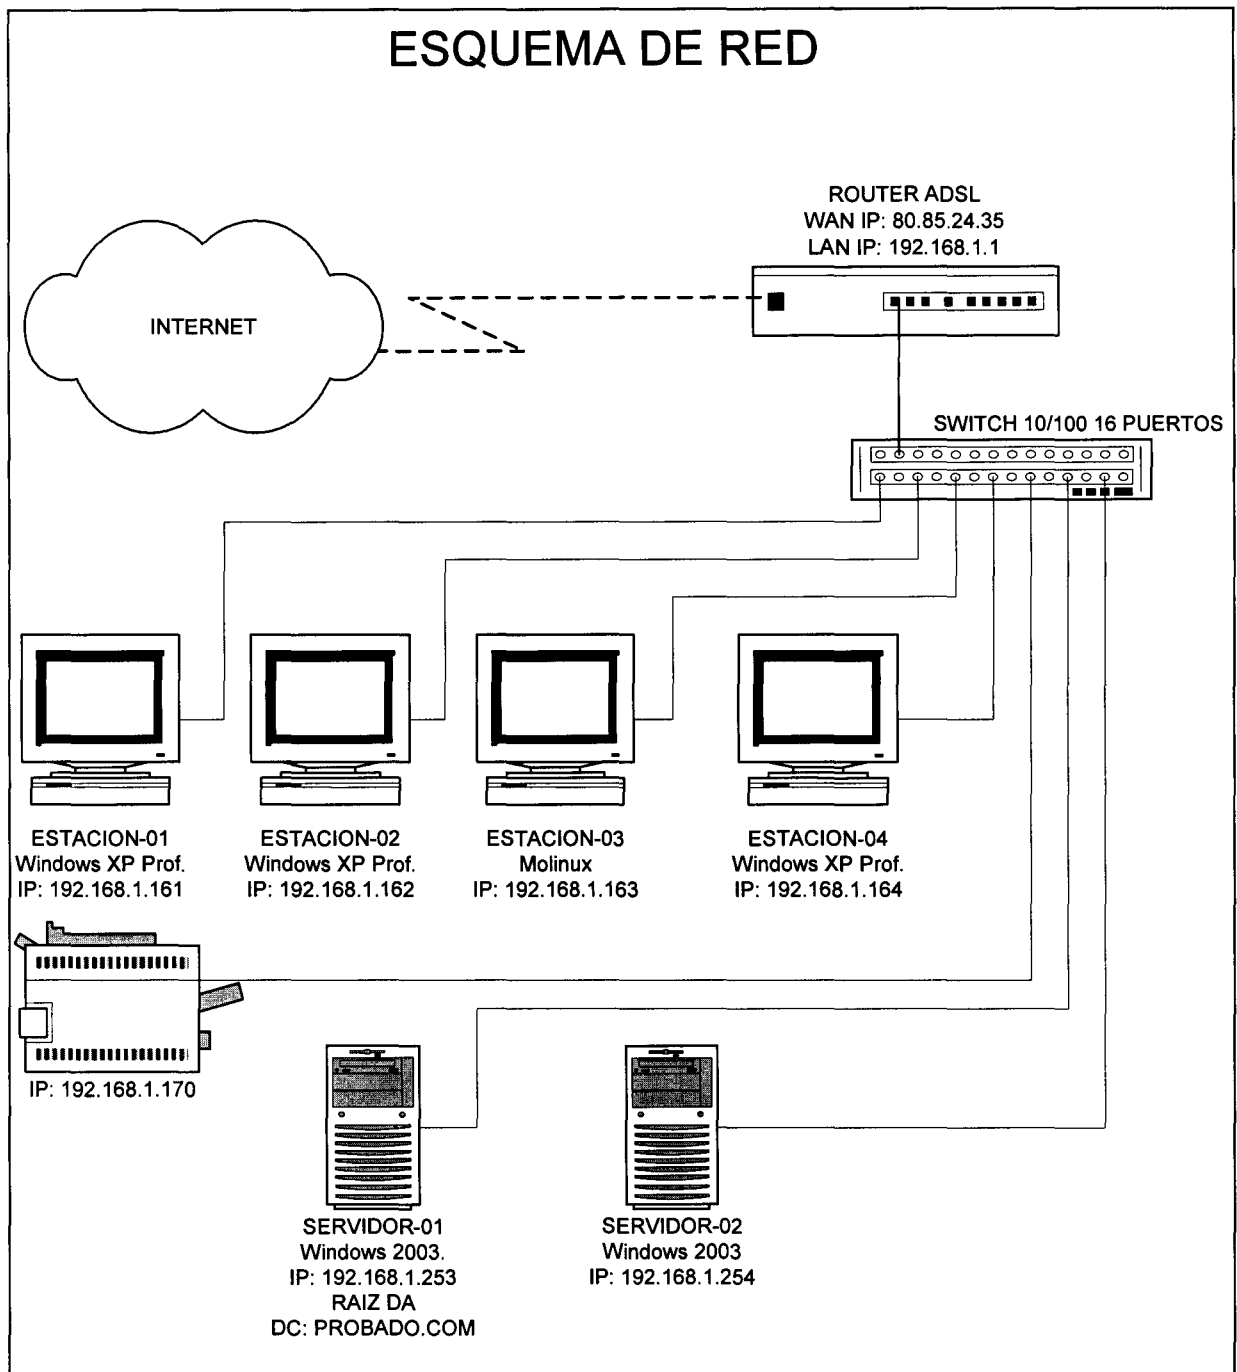 ESQUEMA DE RED
ROUTER ADSL
WAN IP: 80.85.24.35
LAN IP: 192.168.1.1
INTERNET
SWITCH 10/100 16 PUERTOS
ESTACION-01
Windows XP Prof.
IP: 192.168.1.161
ESTACION-02
Windows XP Prof.
IP: 192.168.1.162
ESTACION-03
Molinux
IP: 192.168.1.163
ESTACION-04
Windows XP Prof.
IP: 192.168.1.164
IP: 192.168.1.170
SERVIDOR-01
Windows 2003.
IP: 192.168.1.253
RAIZ DA
DC: PROBADO.COM
SERVIDOR-02
Windows 2003
IP: 192.168.1.254